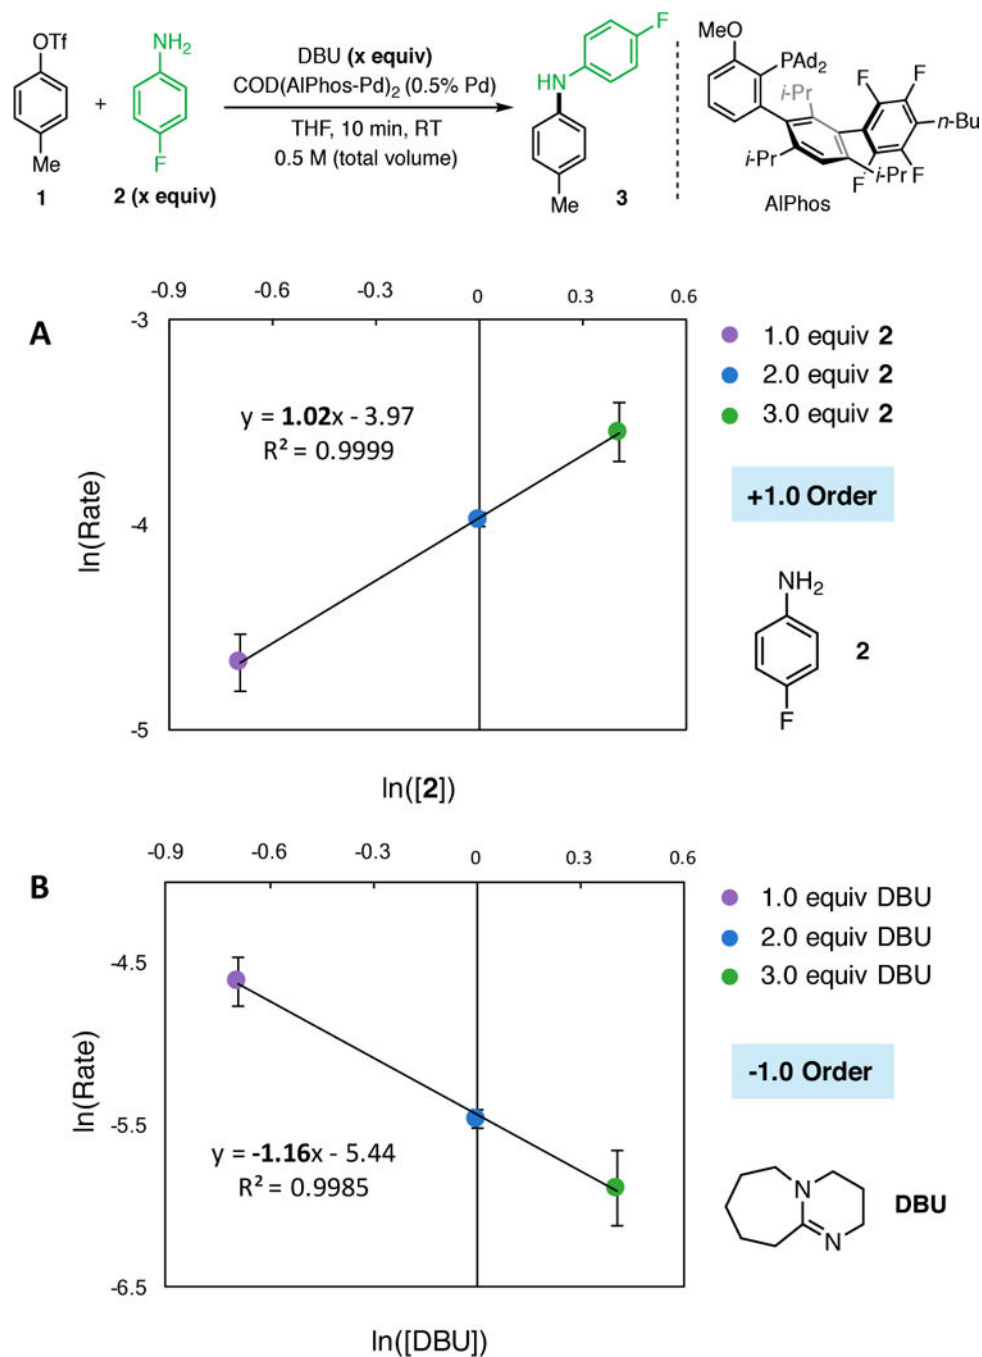 OTf
Me
1
+
NH2
F
2 (x equiv)
DBU (x equiv)
COD(AlPhos-Pd)2 (0.5% Pd)
THF, 10 min, RT
0.5 M (total volume)
F
HN
Me
3
MeO
PAd2
i-Pr
F
F
n-Bu
i-Pr
F
i-Pr
F
AlPhos
A
-0.9 -0.6 -0.3 0 0.3 0.6
-3
-4
-5
ln(Rate)
y = 1.02x - 3.97
R² = 0.9999
ln([2])
1.0 equiv 2
2.0 equiv 2
3.0 equiv 2
+1.0 Order
NH2
F
2
B
-0.9 -0.6 -0.3 0 0.3 0.6
-4.5
-5.5
-6.5
ln(Rate)
y = -1.16x - 5.44
R² = 0.9985
ln([DBU])
1.0 equiv DBU
2.0 equiv DBU
3.0 equiv DBU
-1.0 Order
N
N
DBU